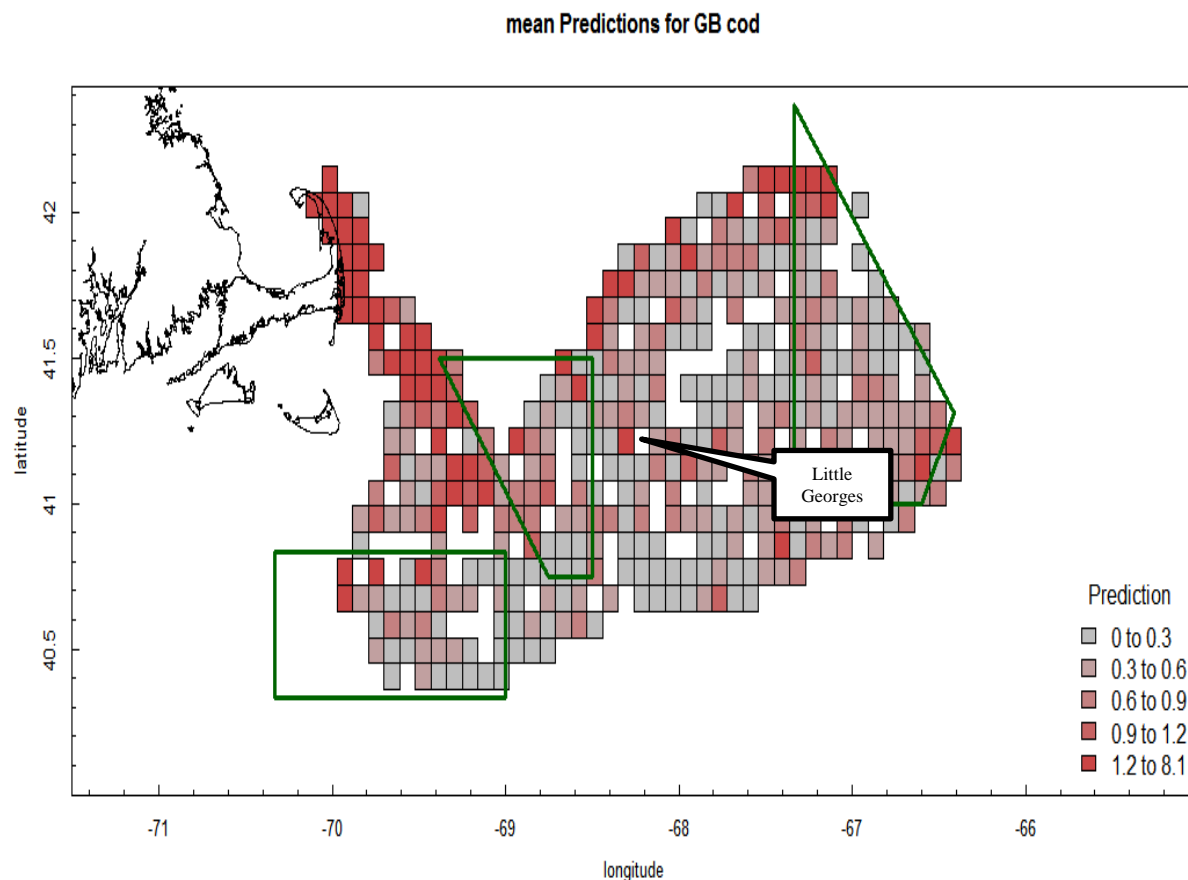 mean Predictions for GB cod
latitude
42
41.5
41
40.5
Little
Georges
Prediction
0 to 0.3
0.3 to 0.6
0.6 to 0.9
0.9 to 1.2
1.2 to 8.1
-71 -70 -69 -68 -67 -66
longitude